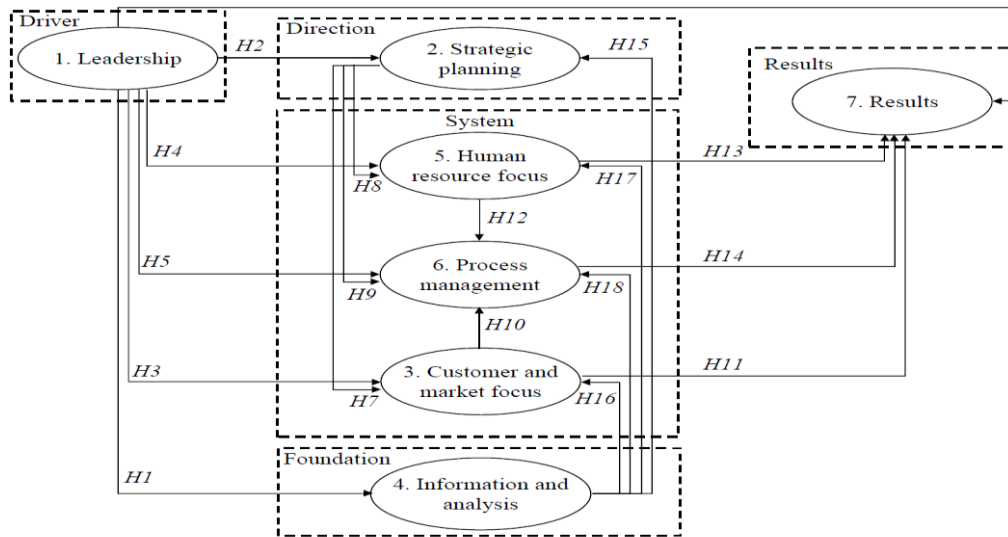 Driver
1. Leadership
H2
Direction
2. Strategic
planning
H15
Results
7. Results
System
H4
5. Human
resource focus
H8
H13
H17
H12
H5
6. Process
management
H9
H14
H18
H10
H3
3. Customer and
market focus
H7
H11
H16
Foundation
H1
4. Information and
analysis